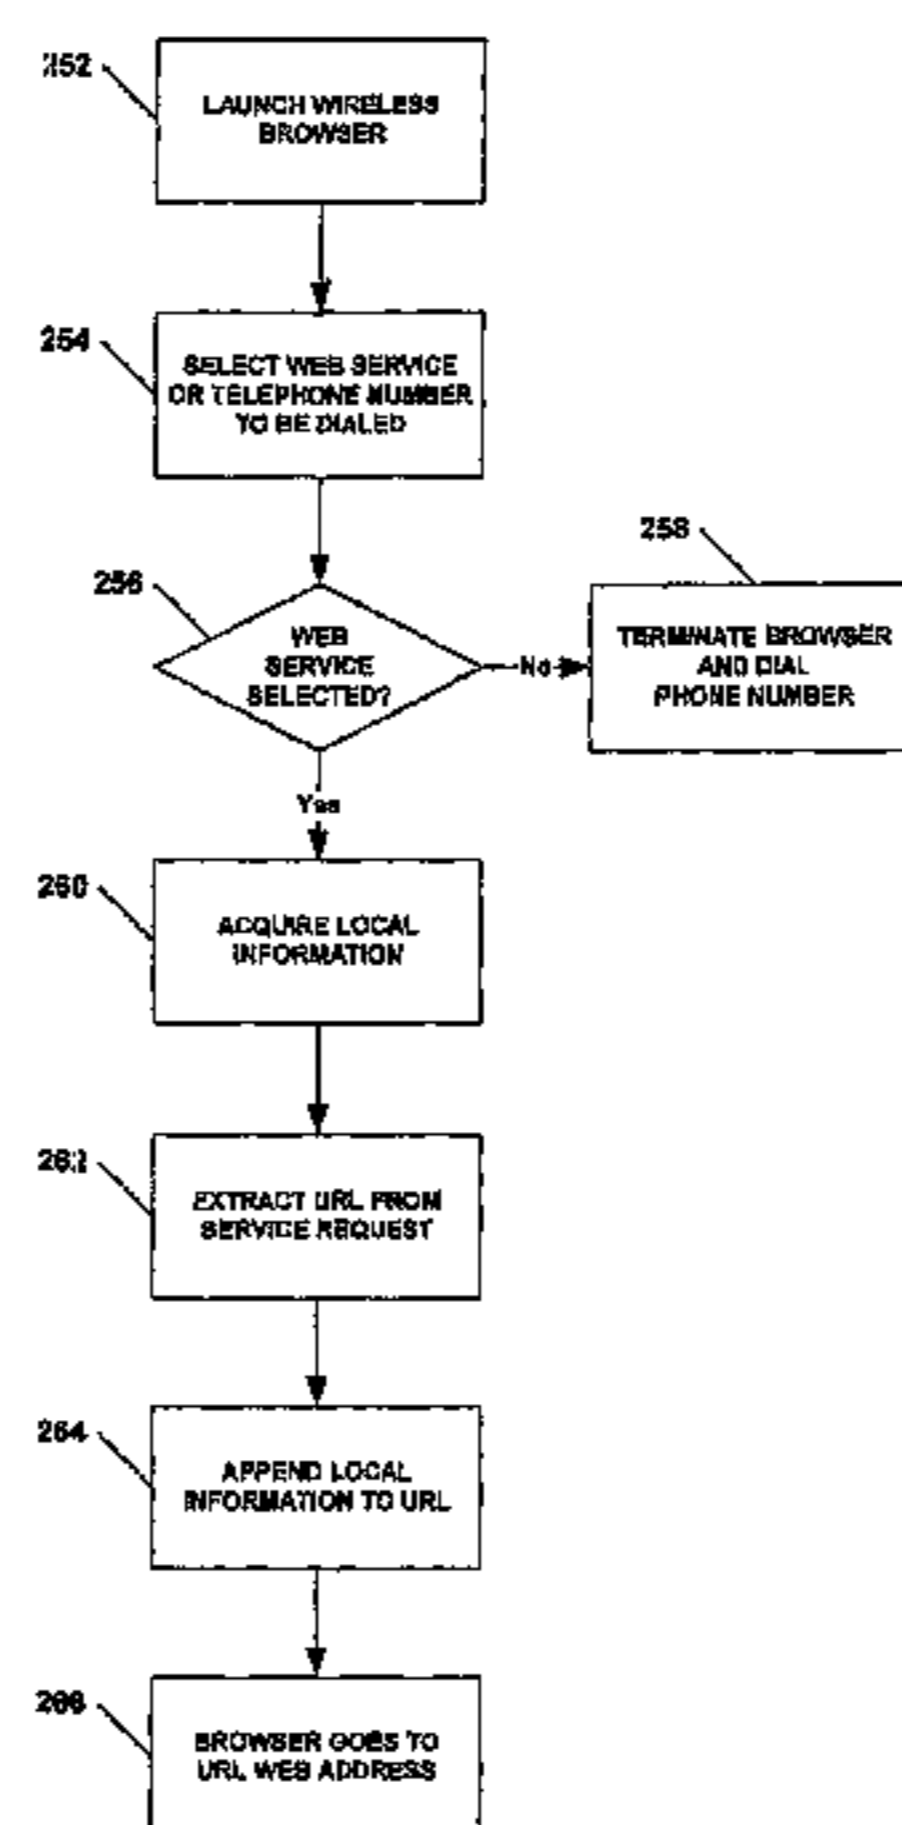 252
LAUNCH WIRELESS
BROWSER
254
SELECT WEB SERVICE
OR TELEPHONE NUMBER
TO BE DIALED
256
WEB
SERVICE
SELECTED?
No
258
TERMINATE BROWSER
AND DIAL
PHONE NUMBER
Yes
260
ACQUIRE LOCAL
INFORMATION
262
EXTRACT URL FROM
SERVICE REQUEST
264
APPEND LOCAL
INFORMATION TO URL
266
BROWSER GOES TO
URL WEB ADDRESS